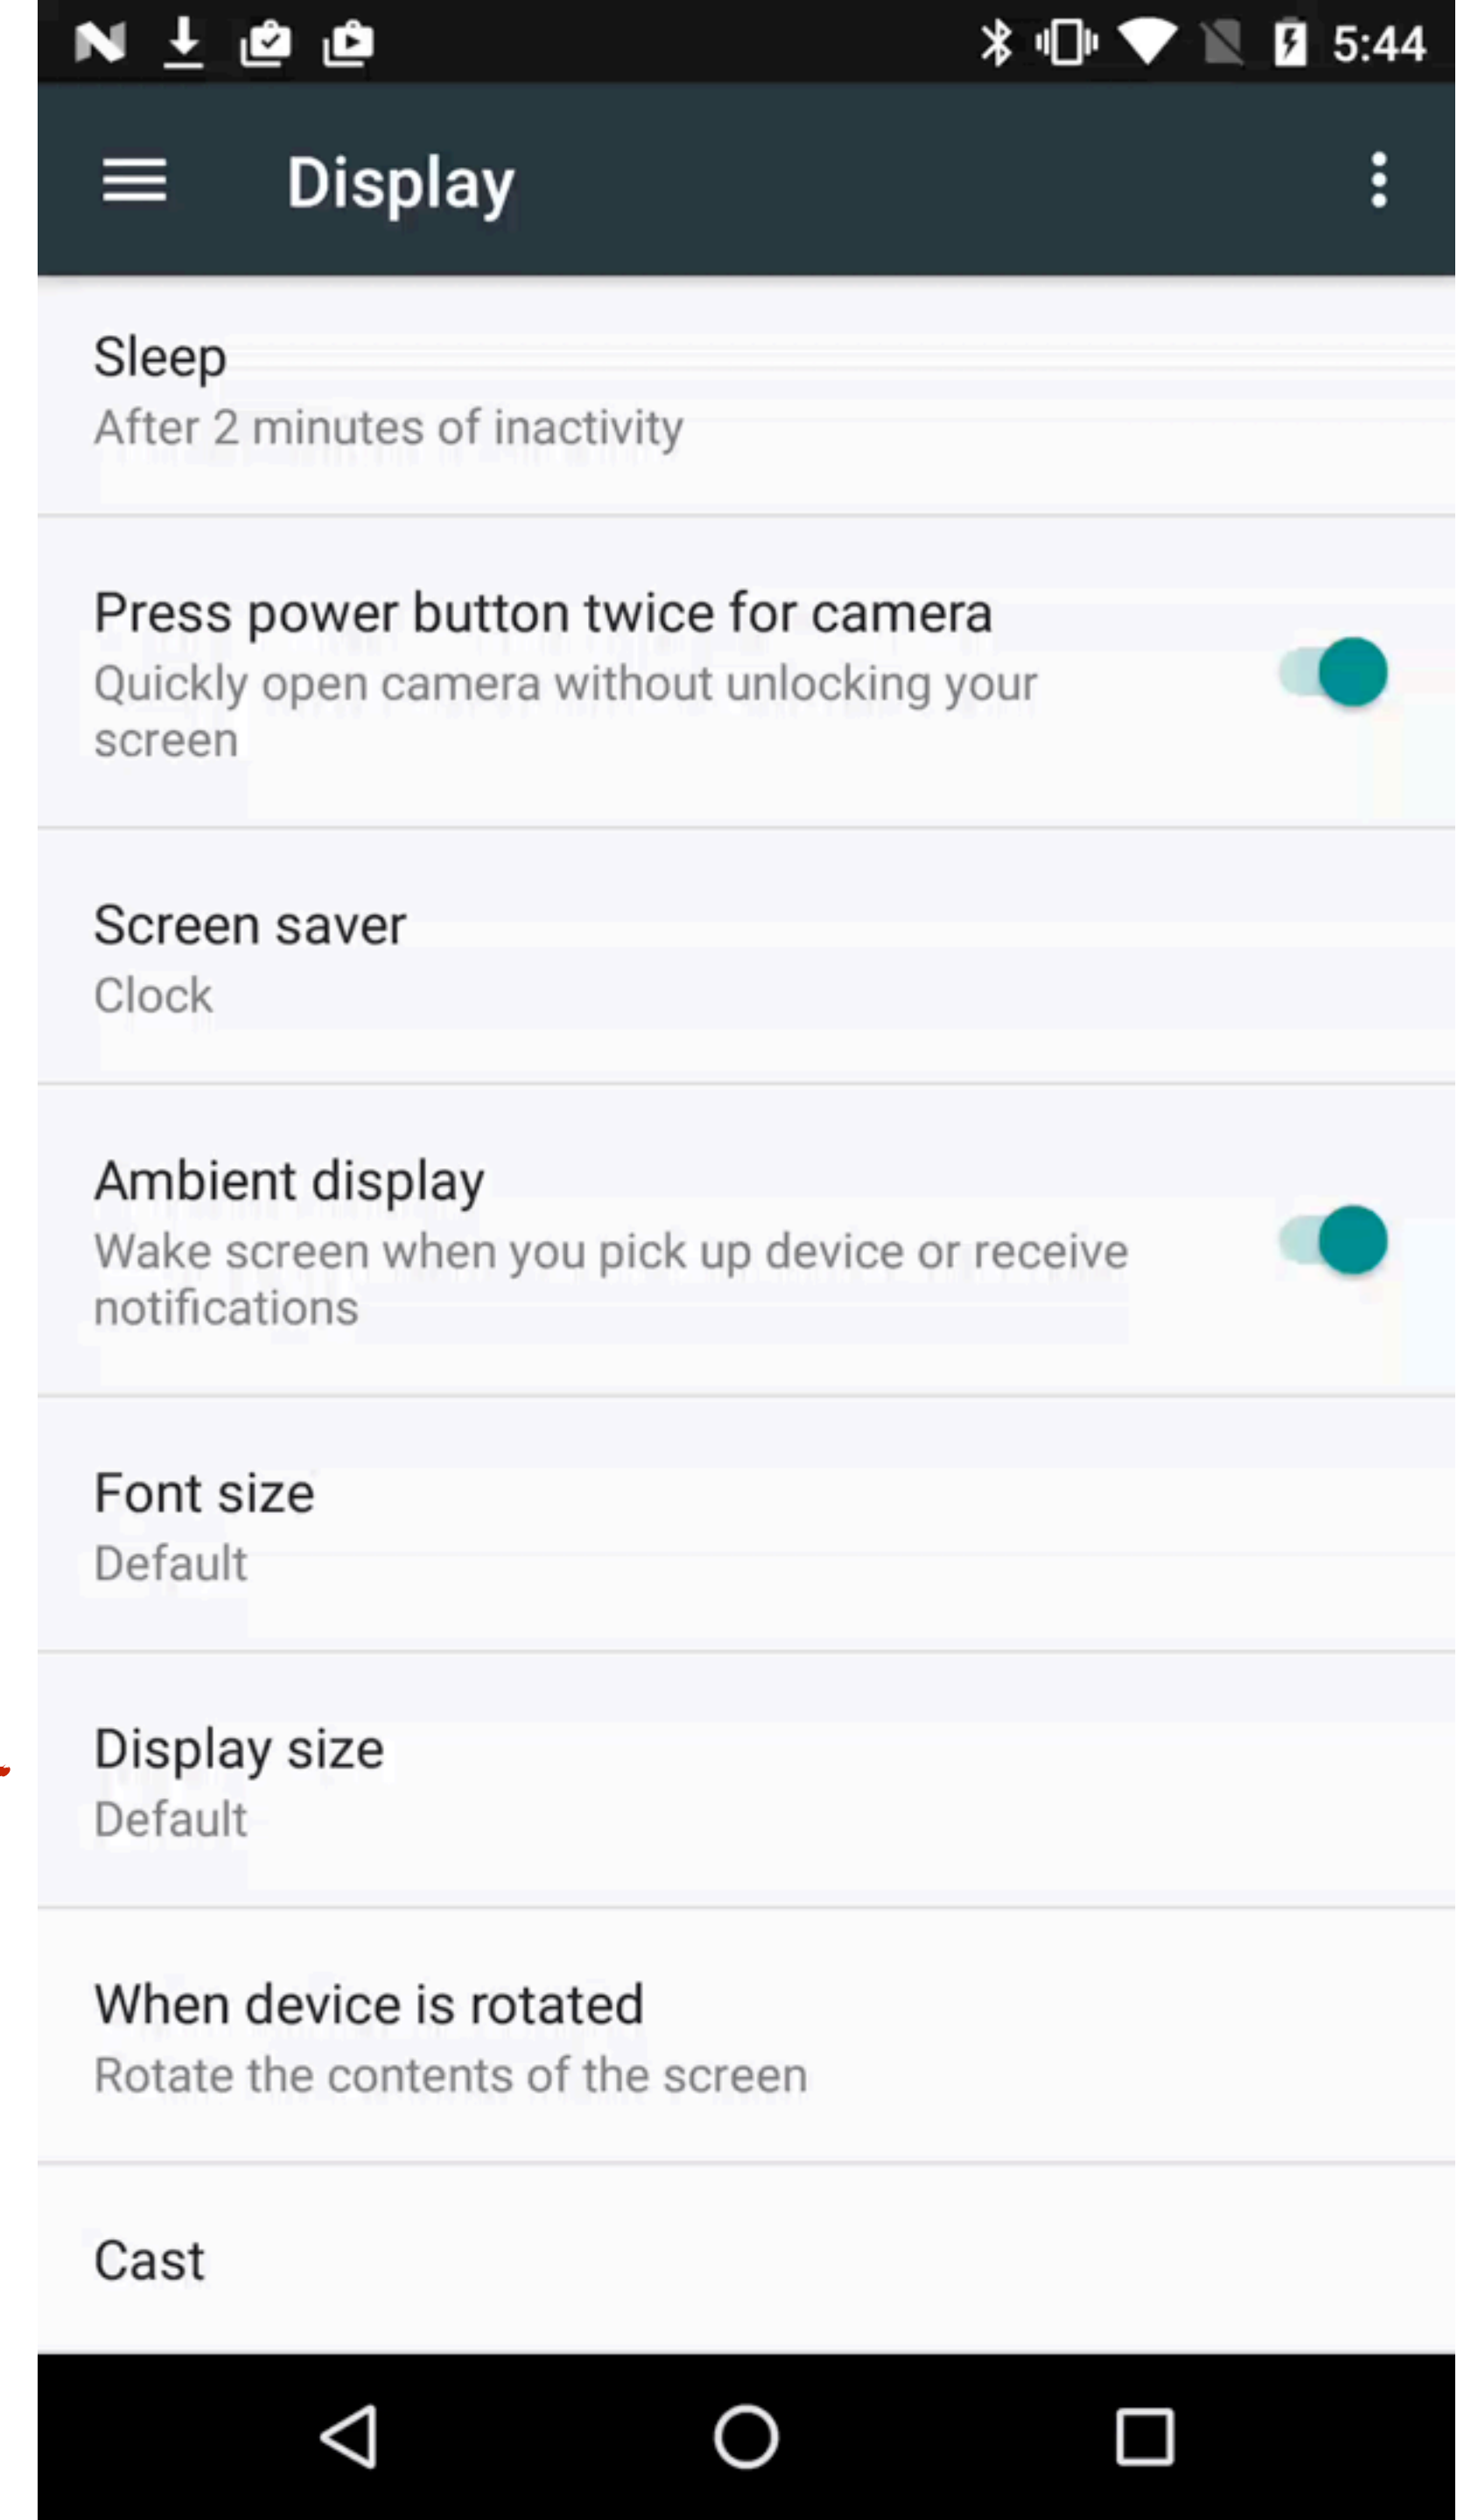 5:44
Display
Sleep
After 2 minutes of inactivity
Press power button twice for camera
Quickly open camera without unlocking your
screen
Screen saver
Clock
Ambient display
Wake screen when you pick up device or receive
notifications
Font size
Default
Display size
Default
When device is rotated
Rotate the contents of the screen
Cast